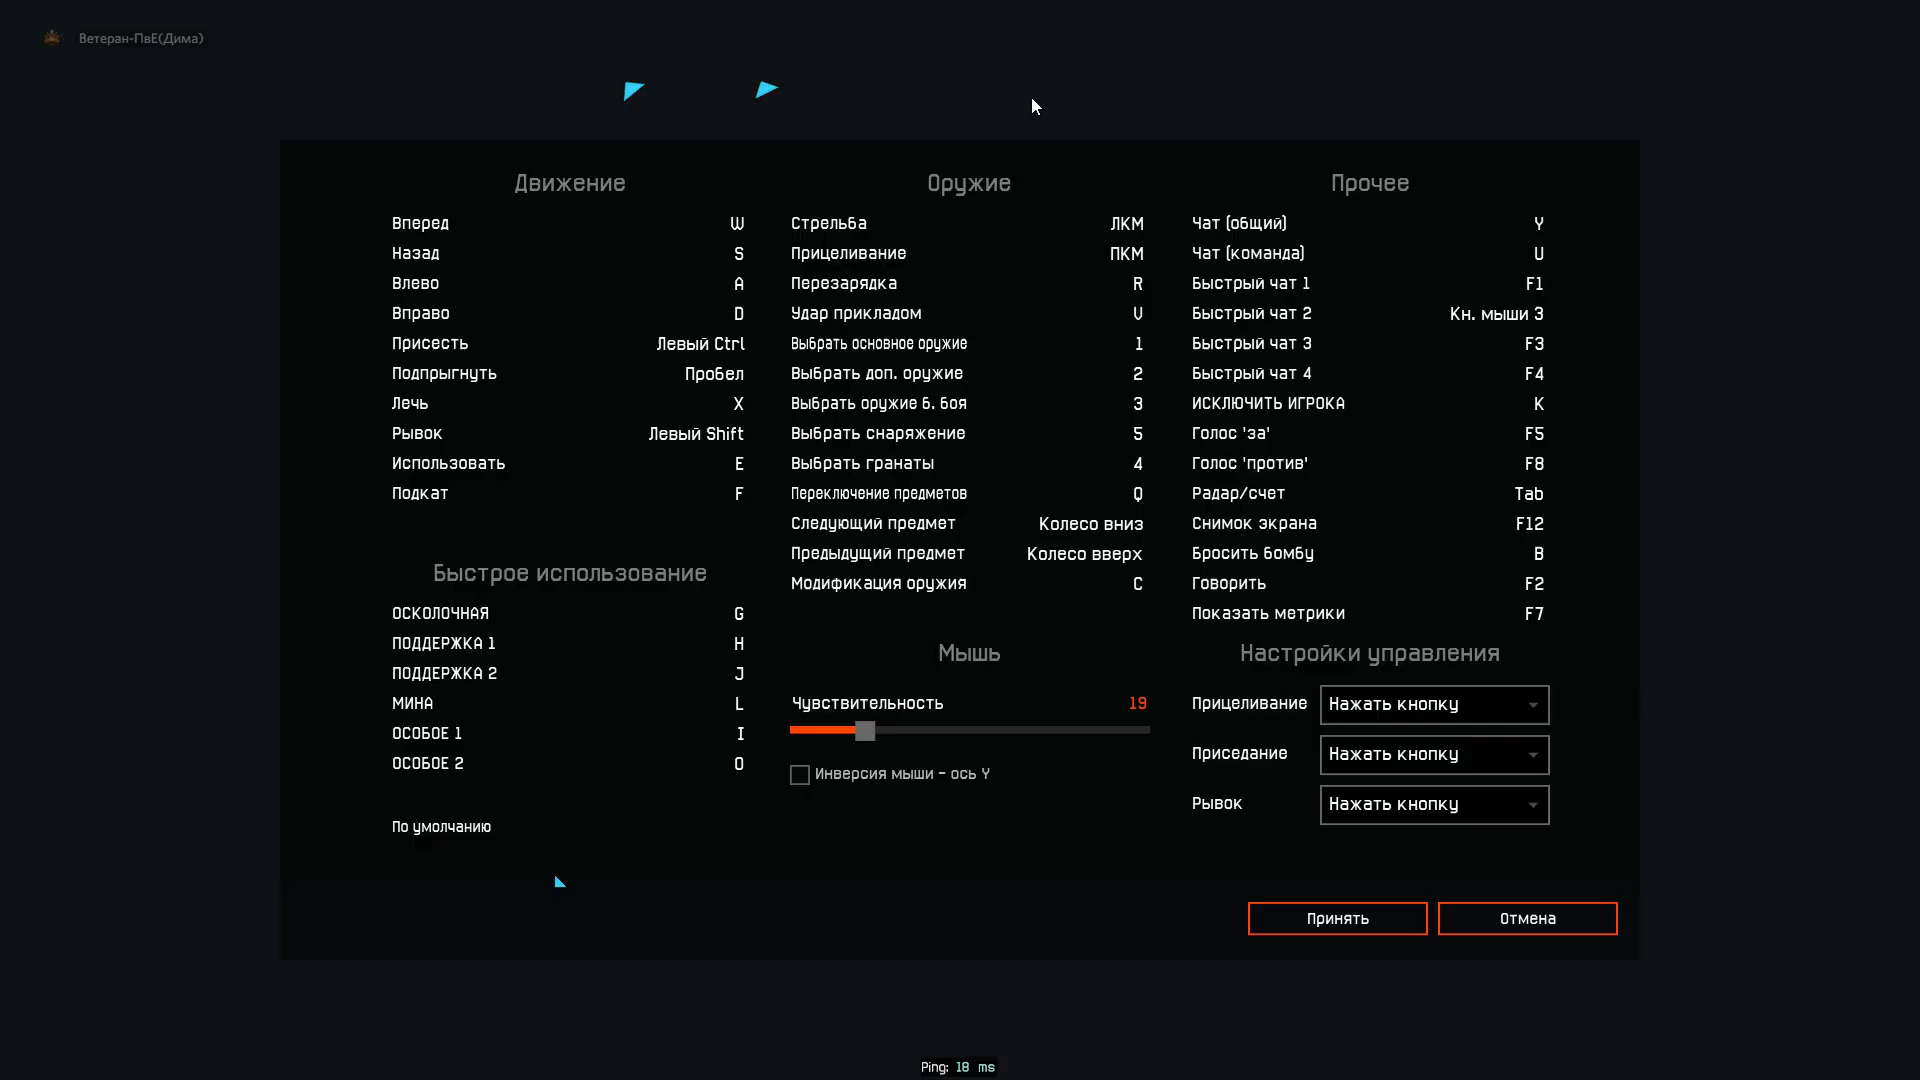 Ветеран-ПвЕ(Дима)
Движение
Вперед W
Назад S
Влево A
Вправо D
Присесть Левый Ctrl
Подпрыгнуть Пробел
Лечь X
Рывок Левый Shift
Использовать E
Подкат F
Быстрое использование
ОСКОЛОЧНАЯ G
ПОДДЕРЖКА 1 H
ПОДДЕРЖКА 2 J
МИНА L
ОСОБОЕ 1 I
ОСОБОЕ 2 O
По умолчанию
Оружие
Стрельба ЛКМ
Прицеливание ПКМ
Перезарядка R
Удар прикладом V
Выбрать основное оружие 1
Выбрать доп. оружие 2
Выбрать оружие б. боя 3
Выбрать снаряжение 5
Выбрать гранаты 4
Переключение предметов Q
Следующий предмет Колесо вниз
Предыдущий предмет Колесо вверх
Модификация оружия C
Мышь
Чувствительность 19
Инверсия мыши - ось Y
Прочее
Чат (общий) Y
Чат (команда) U
Быстрый чат 1 F1
Быстрый чат 2 Кн. мыши 3
Быстрый чат 3 F3
Быстрый чат 4 F4
ИСКЛЮЧИТЬ ИГРОКА K
Голос 'за' F5
Голос 'против' F8
Радар/счет Tab
Снимок экрана F12
Бросить бомбу B
Говорить F2
Показать метрики F7
Настройки управления
Прицеливание Нажать кнопку
Приседание Нажать кнопку
Рывок Нажать кнопку
Принять Отмена
Ping: 18 ms